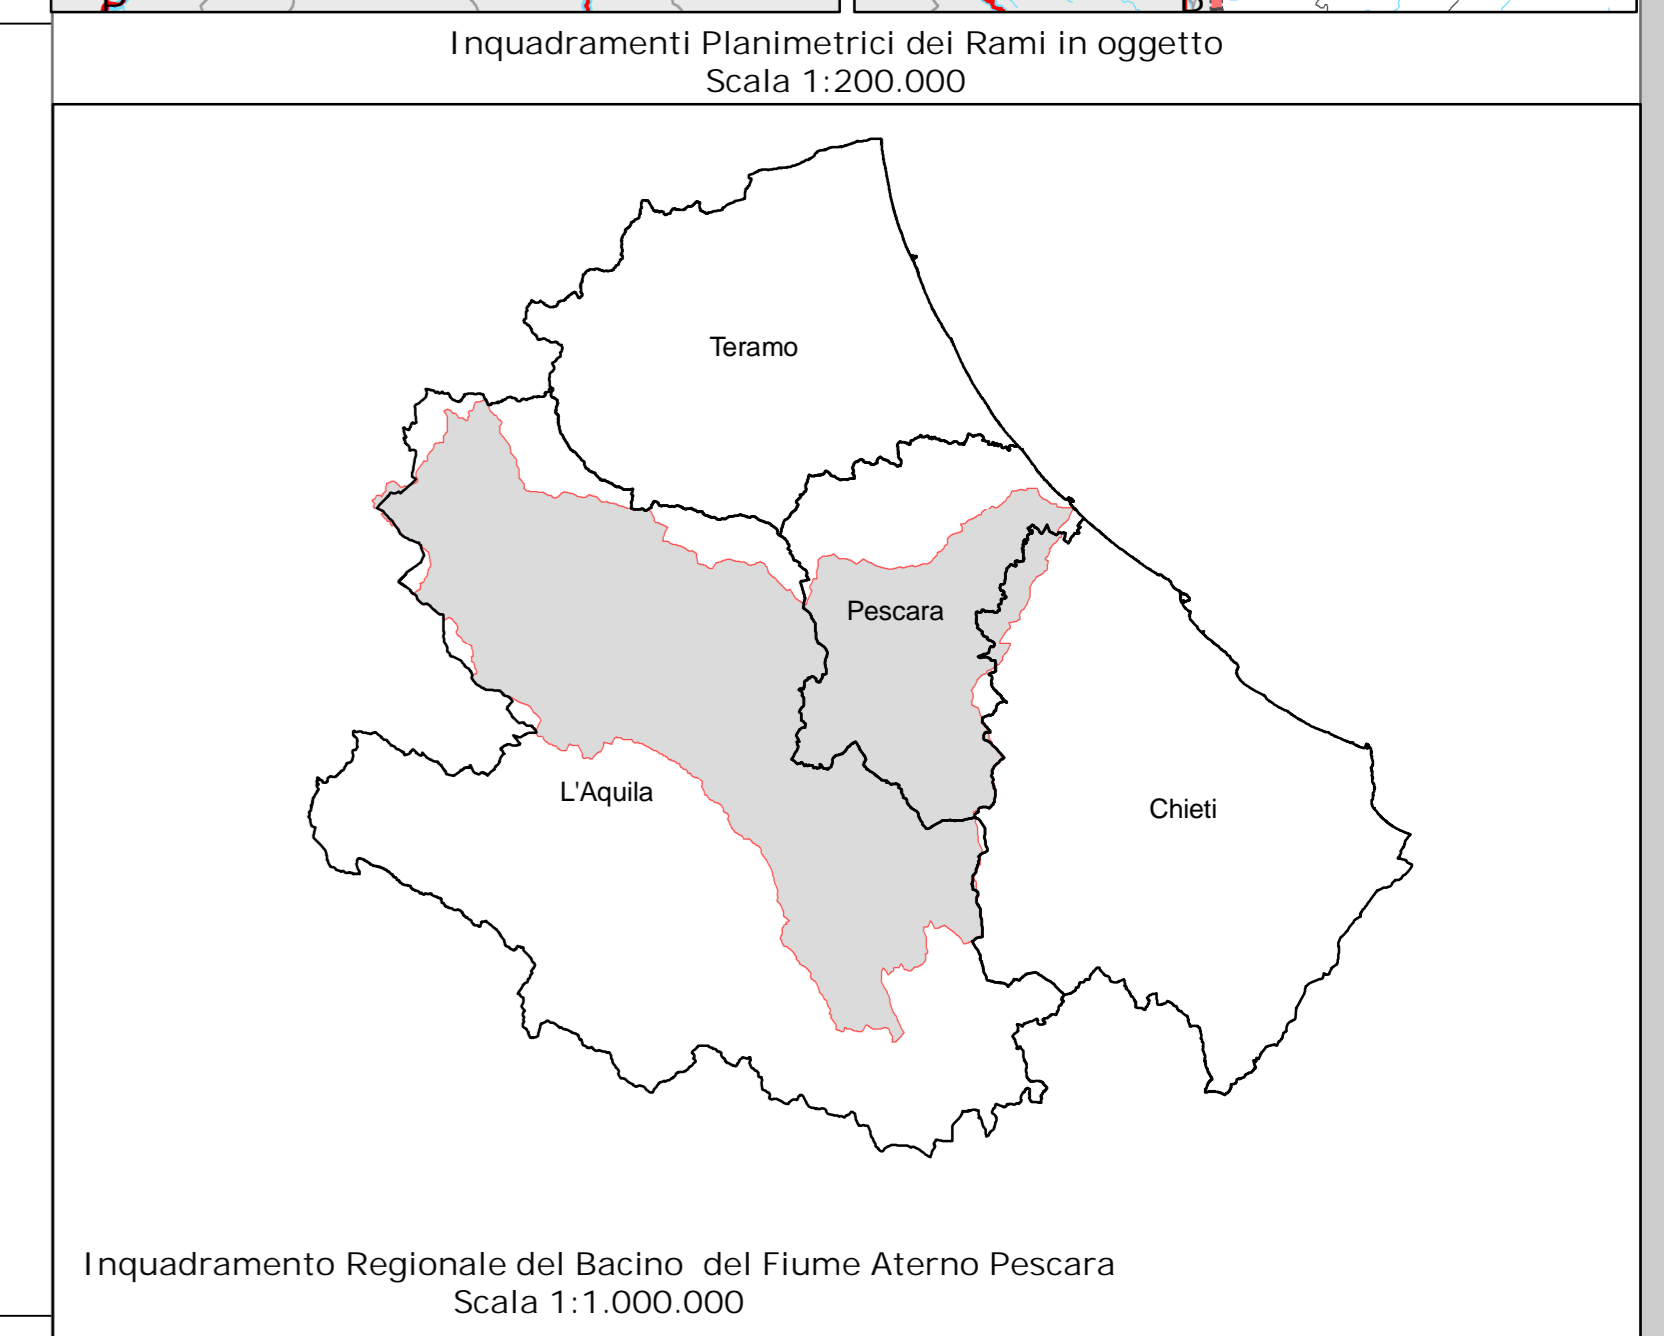 Inquadramenti Planimetrici dei Rami in oggetto
Scala 1:200.000
Teramo
Pescara
L'Aquila
Chieti
Inquadramento Regionale del Bacino  del Fiume Aterno Pescara
Scala 1:1.000.000